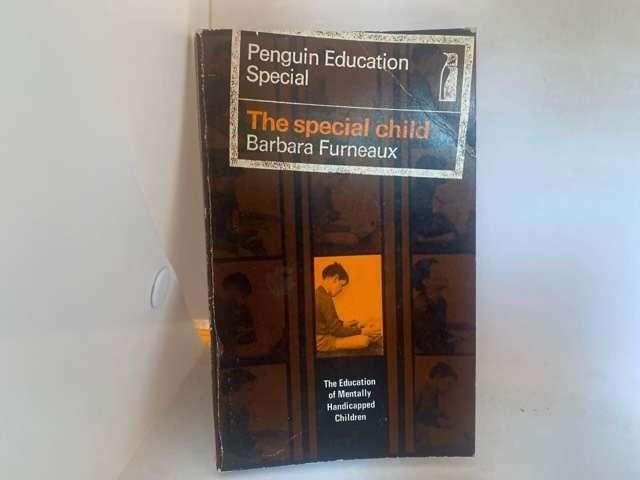 Penguin Education
Special
The special child
Barbara Furneaux
The Education
of Mentally
Handicapped
Children